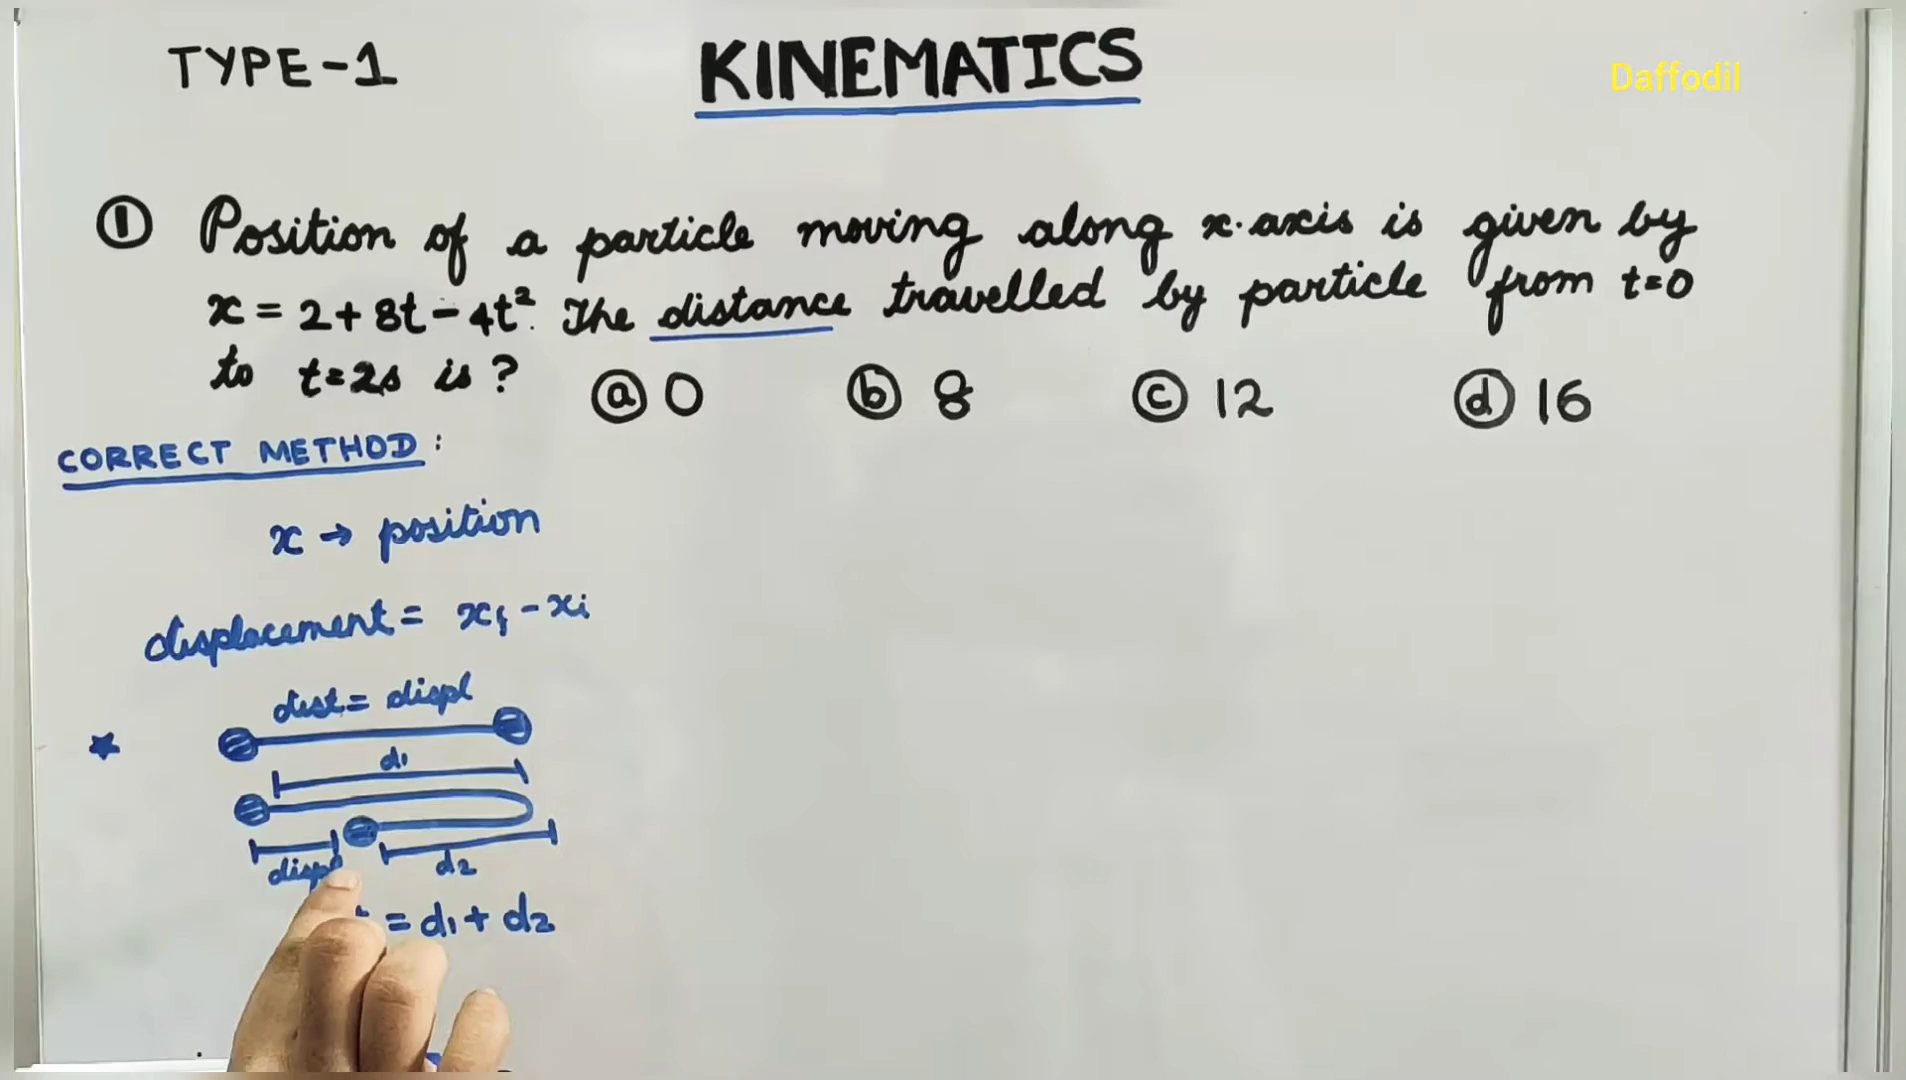 TYPE-1
KINEMATICS
Daffodil
① Position of a particle moving along x-axis is given by
x = 2 + 8t - 4t². The distance travelled by particle from t=0
to t=2s is ?
ⓐ 0 ⓑ 8 ⓒ 12 ⓓ 16
CORRECT METHOD :
x → position
displacement = xf - xi
dist = displ
d1
displ
d2
= d1 + d2